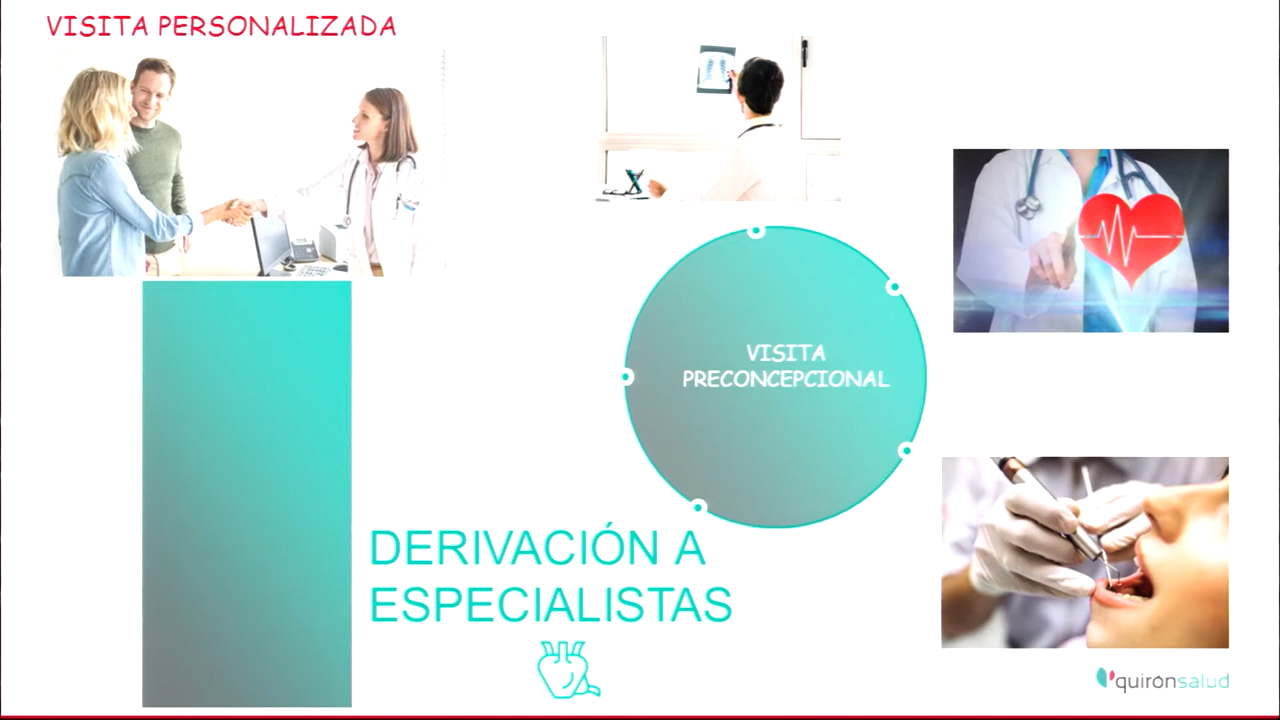 VISITA PERSONALIZADA
VISITA
PRECONCEPCIONAL
DERIVACIÓN A
ESPECIALISTAS
quirónsalud